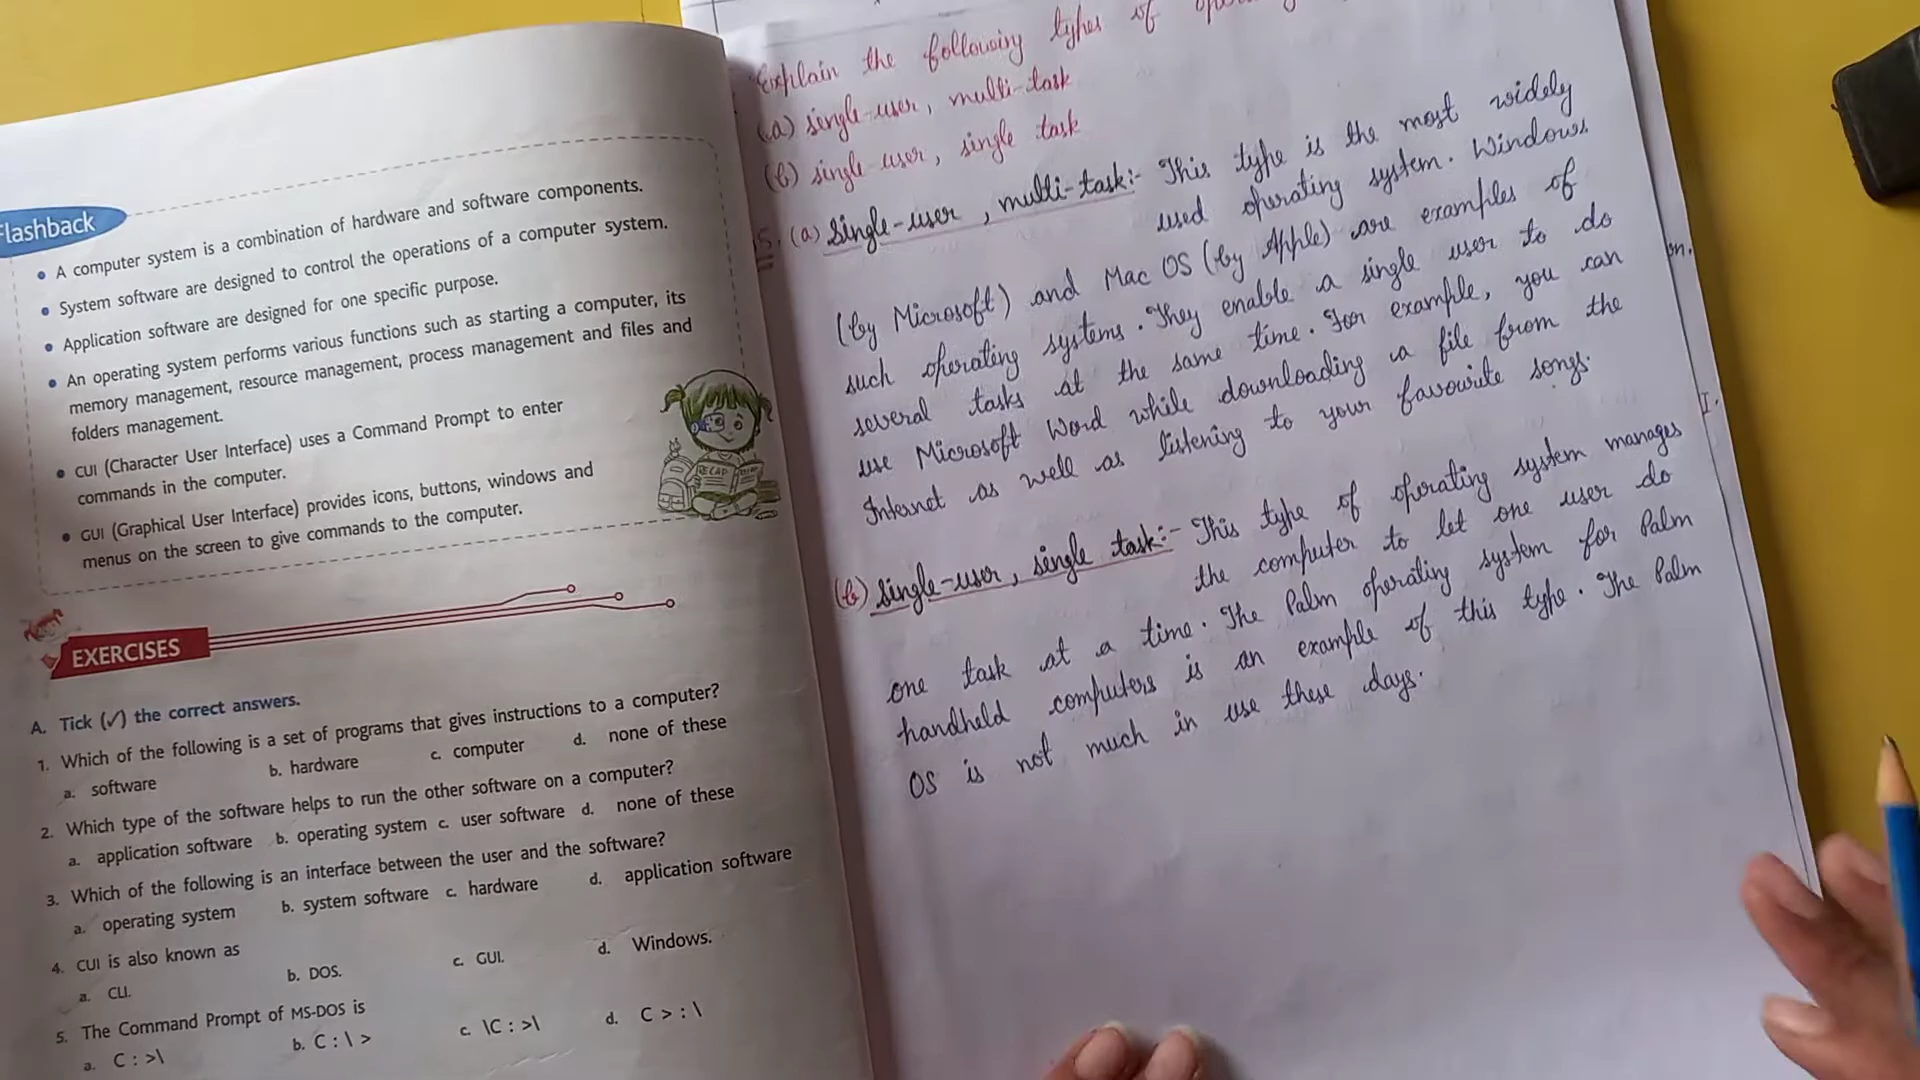 Flashback
• A computer system is a combination of hardware and software components.
• System software are designed to control the operations of a computer system.
• Application software are designed for one specific purpose.
• An operating system performs various functions such as starting a computer, its
memory management, resource management, process management and files and
folders management.
• CUI (Character User Interface) uses a Command Prompt to enter
commands in the computer.
• GUI (Graphical User Interface) provides icons, buttons, windows and
menus on the screen to give commands to the computer.
RECAP
EXERCISES
A. Tick (✓) the correct answers.
1. Which of the following is a set of programs that gives instructions to a computer?
a. software b. hardware c. computer d. none of these
2. Which type of the software helps to run the other software on a computer?
a. application software b. operating system c. user software d. none of these
3. Which of the following is an interface between the user and the software?
a. operating system b. system software c. hardware d. application software
4. CUI is also known as
a. CLI. b. DOS. c. GUI. d. Windows.
5. The Command Prompt of MS-DOS is
a. C : >\ b. C : \ > c. \C : >\ d. C > : \
Explain the following types of
(a) single-user, multi-task
(b) single user, single task
5. (a) Single-user, multi-task:- This type is the most widely
used operating system. Windows
(by Microsoft) and Mac OS (by Apple) are examples of
such operating systems. They enable a single user to do
several tasks at the same time. For example, you can
use Microsoft Word while downloading a file from the
Internet as well as listening to your favourite songs.
(b) Single-user, single task:- This type of operating system manages
the computer to let one user do
one task at a time. The Palm operating system for Palm
handheld computers is an example of this type. The Palm
OS is not much in use these days.
on.
I.